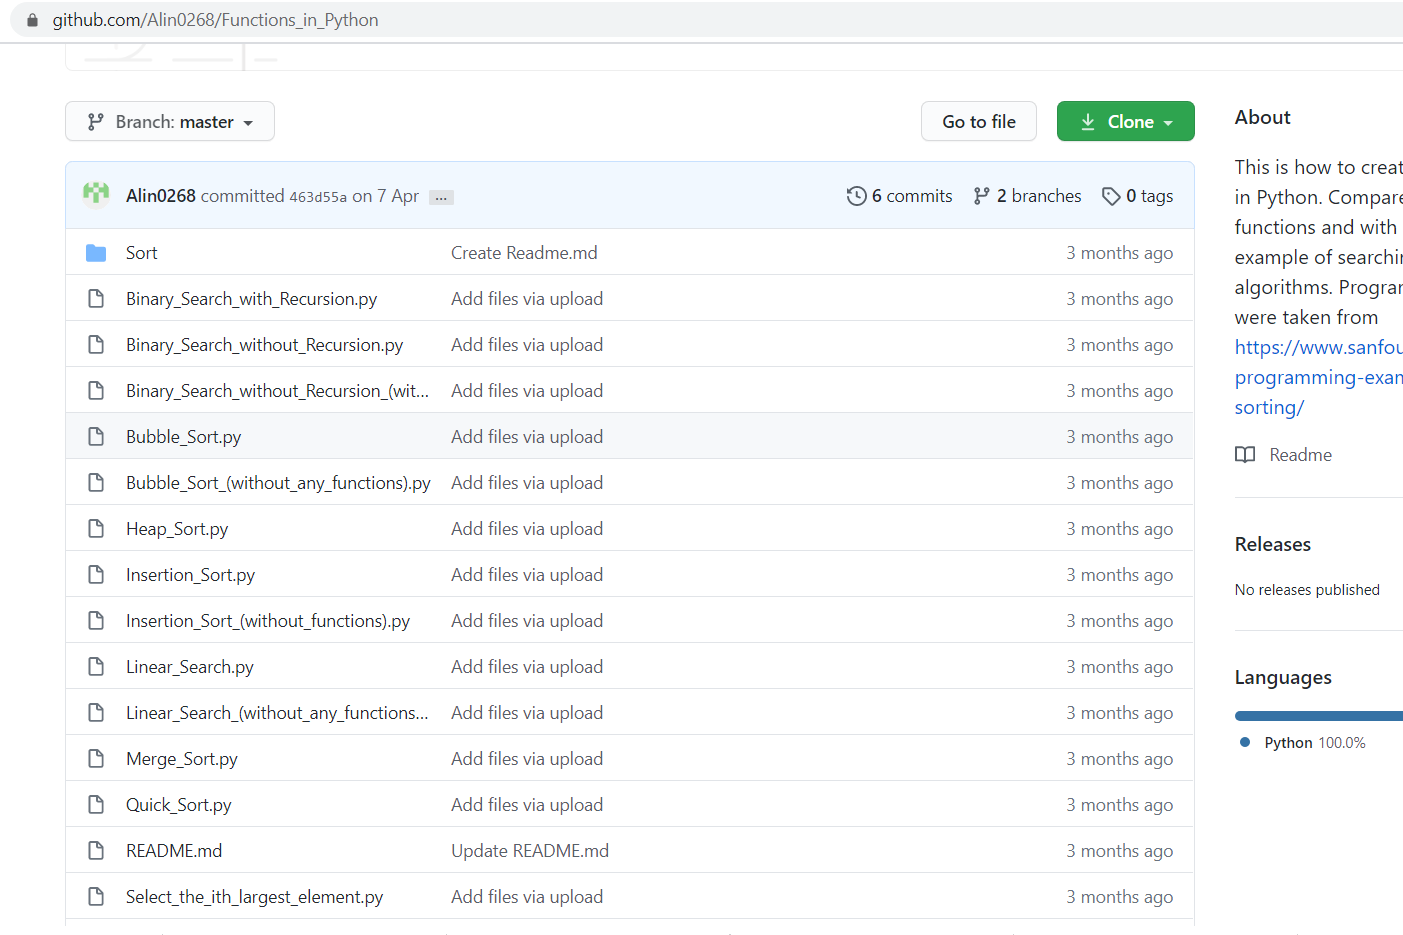 github.com/Alin0268/Functions_in_Python
Branch: master
Go to file
Clone
Alin0268 committed 463d55a on 7 Apr ...
6 commits 2 branches 0 tags
Sort Create Readme.md 3 months ago
Binary_Search_with_Recursion.py Add files via upload 3 months ago
Binary_Search_without_Recursion.py Add files via upload 3 months ago
Binary_Search_without_Recursion_(wit... Add files via upload 3 months ago
Bubble_Sort.py Add files via upload 3 months ago
Bubble_Sort_(without_any_functions).py Add files via upload 3 months ago
Heap_Sort.py Add files via upload 3 months ago
Insertion_Sort.py Add files via upload 3 months ago
Insertion_Sort_(without_functions).py Add files via upload 3 months ago
Linear_Search.py Add files via upload 3 months ago
Linear_Search_(without_any_functions... Add files via upload 3 months ago
Merge_Sort.py Add files via upload 3 months ago
Quick_Sort.py Add files via upload 3 months ago
README.md Update README.md 3 months ago
Select_the_ith_largest_element.py Add files via upload 3 months ago
About
This is how to creat
in Python. Compare
functions and with
example of searchi
algorithms. Program
were taken from
https://www.sanfou
programming-exam
sorting/
Readme
Releases
No releases published
Languages
Python 100.0%